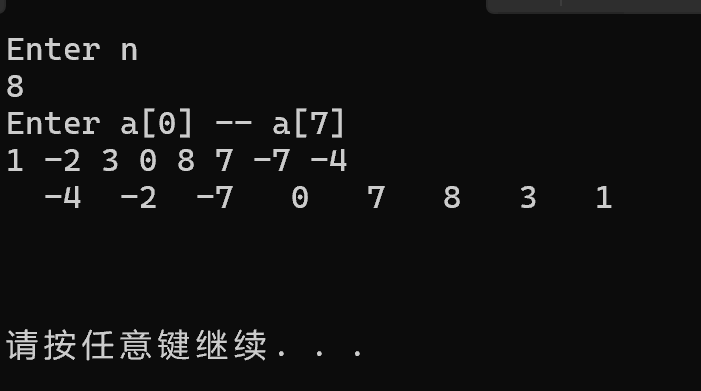 Enter n
8
Enter a[0] -- a[7]
1 -2 3 0 8 7 -7 -4
  -4  -2  -7   0   7   8   3   1
请按任意键继续. . .